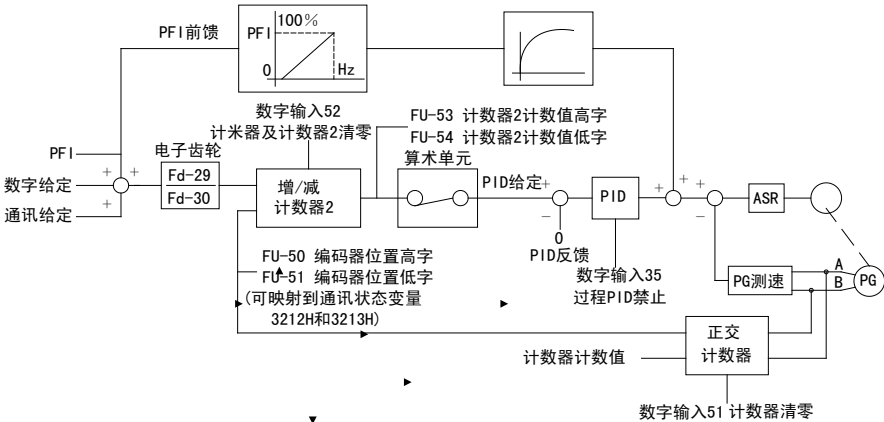 PFI前馈
PFI
100%
0
Hz
数字输入52
计米器及计数器2清零
FU-53 计数器2计数值高字
FU-54 计数器2计数值低字
算术单元
PFI
数字给定
通讯给定
+
+
+
电子齿轮
Fd-29
Fd-30
增/减
计数器2
PID给定
+
-
0
PID反馈
PID
数字输入35
过程PID禁止
+
+
+
-
ASR
PG测速
A
B
PG
FU-50 编码器位置高字
FU-51 编码器位置低字
(可映射到通讯状态变量
3212H和3213H)
正交
计数器
计数器计数值
数字输入51 计数器清零